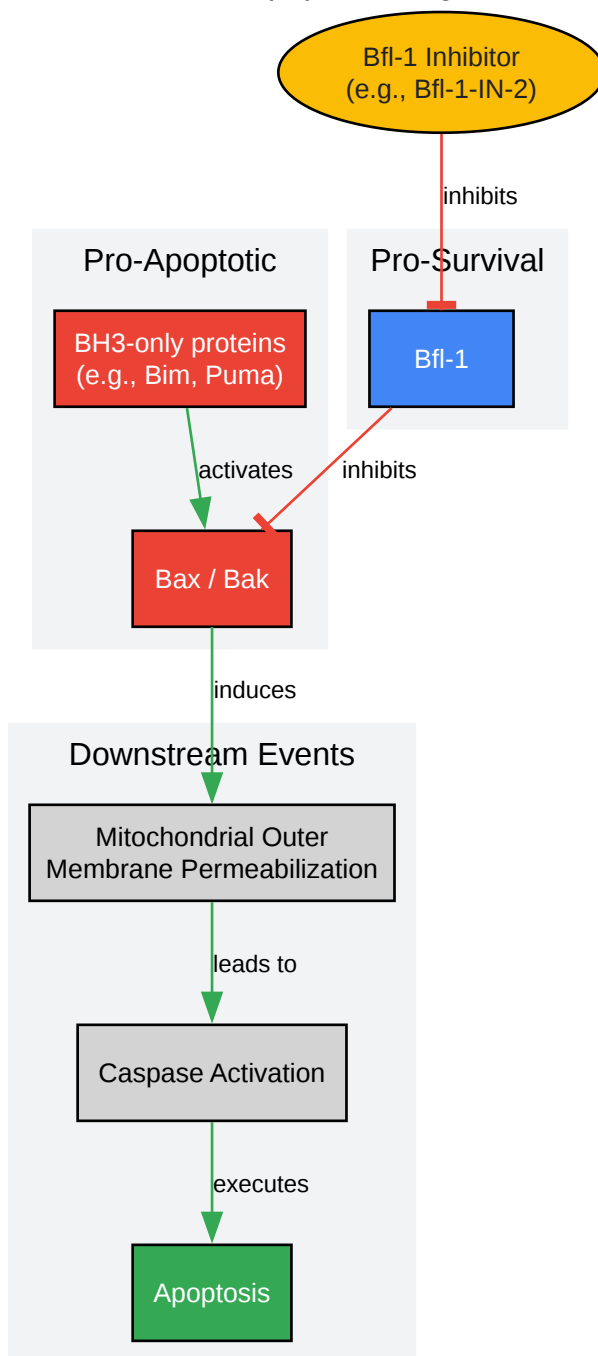 Bfl-1 Inhibitor
(e.g., Bfl-1-IN-2)
inhibits
Pro-Apoptotic
Pro-Survival
BH3-only proteins
(e.g., Bim, Puma)
Bfl-1
activates
inhibits
Bax / Bak
induces
Downstream Events
Mitochondrial Outer
Membrane Permeabilization
leads to
Caspase Activation
executes
Apoptosis